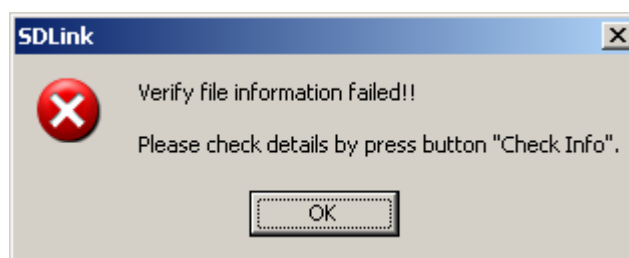 SDLink
Verify file information failed!!
Please check details by press button "Check Info".
OK